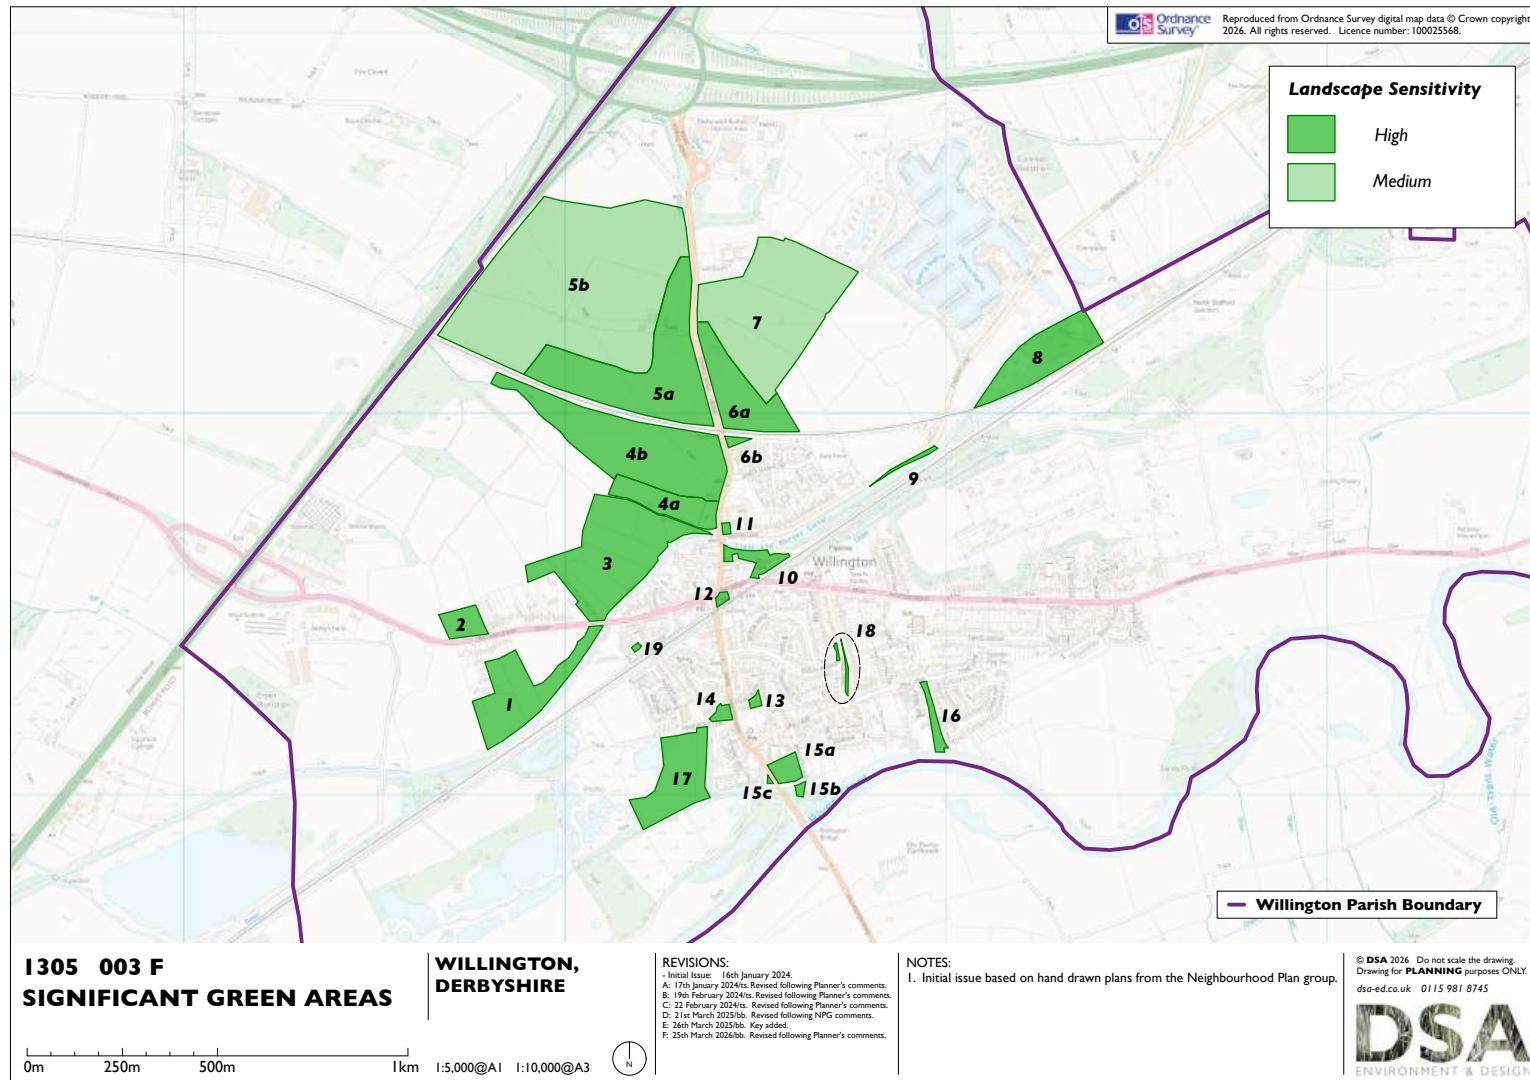 Ordnance
Survey
Reproduced from Ordnance Survey digital map data © Crown copyright
2026. All rights reserved. Licence number: 100025568.
Landscape Sensitivity
High
Medium
5b
7
8
5a
6a
4b
6b
9
4a
11
3
10
Willington
12
2
18
19
1
14
13
16
15a
17
15c
15b
Willington Parish Boundary
1305 003 F
SIGNIFICANT GREEN AREAS
0m
250m
500m
1km
WILLINGTON,
DERBYSHIRE
1:5,000@A1 1:10,000@A3
N
REVISIONS:
- Initial Issue: 16th January 2024.
A: 17th January 2024/ts. Revised following Planner's comments.
B: 19th February 2024/ts. Revised following Planner's comments.
C: 22 February 2024/ts. Revised following Planner's comments.
D: 21st March 2025/bb. Revised following NPG comments.
E: 26th March 2025/bb. Key added.
F: 25th March 2026/bb. Revised following Planner's comments.
NOTES:
1. Initial issue based on hand drawn plans from the Neighbourhood Plan group.
© DSA 2026 Do not scale the drawing.
Drawing for PLANNING purposes ONLY.
dsa-ed.co.uk 0115 981 8745
DSA
ENVIRONMENT & DESIGN